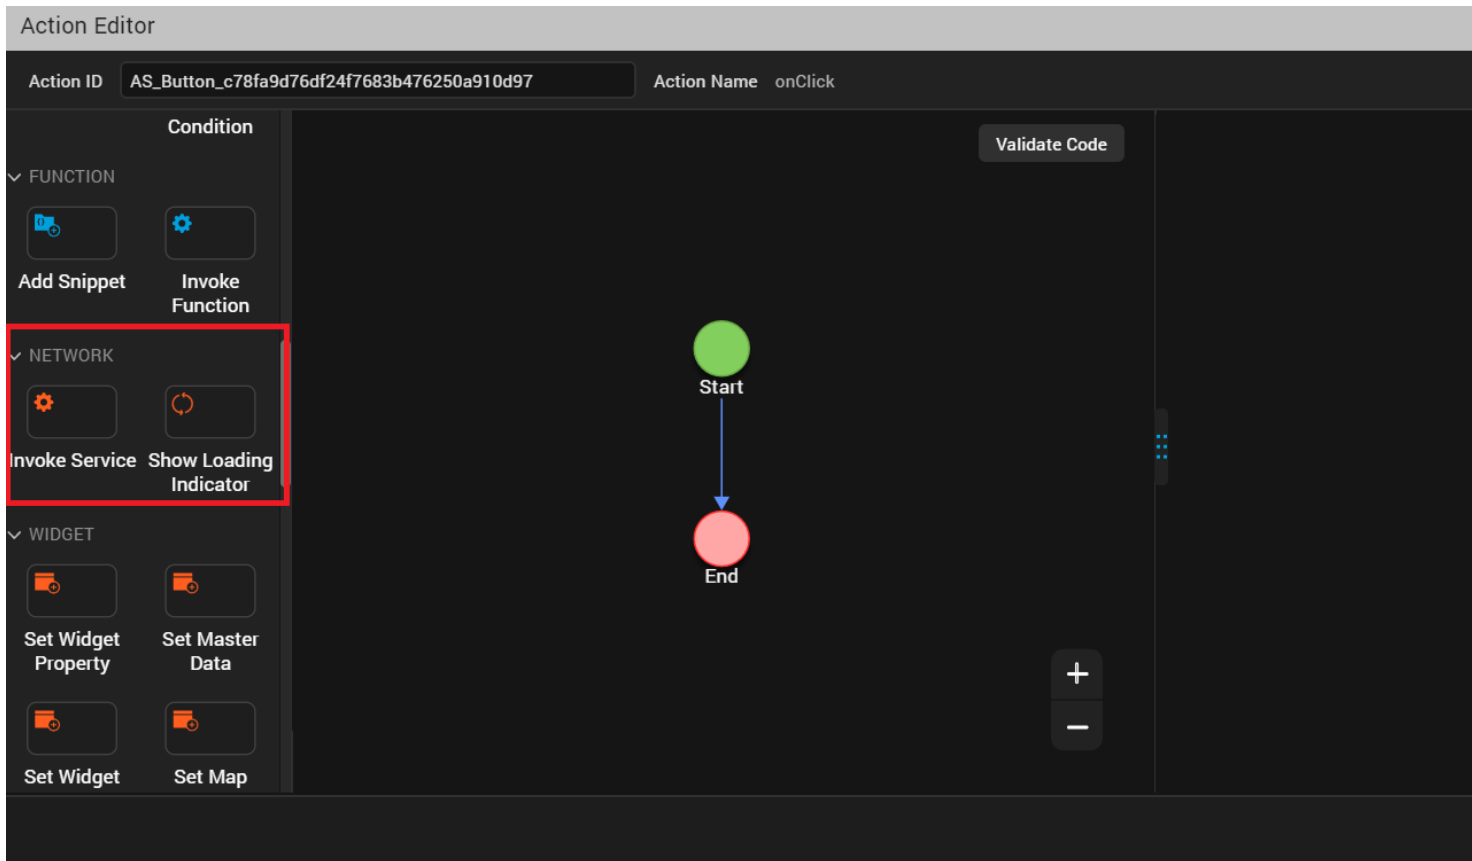 Action Editor
Action ID AS_Button_c78fa9d76df24f7683b476250a910d97 Action Name onClick
Condition
Validate Code
FUNCTION
Add Snippet
Invoke
Function
NETWORK
Invoke Service
Show Loading
Indicator
WIDGET
Set Widget
Property
Set Master
Data
Set Widget
Set Map
Start
End